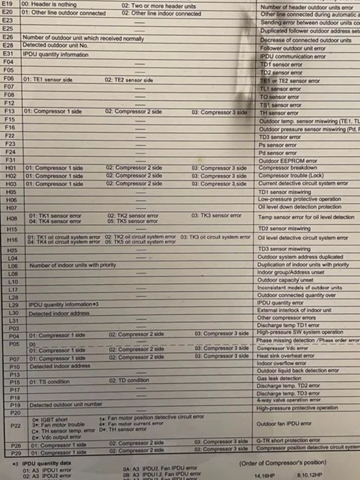 E19 00: Header is nothing 02: Two or more header units Number of header outdoor units error
E20 01: Other line outdoor connected 02: Other line indoor connected Other line connected during automatic
E23 —— Sending error between outdoor units
E25 —— Duplicated follower outdoor
E26 Number of outdoor unit which received normally Decrease of connected outdoor units
E28 Detected outdoor unit No. Follower outdoor unit error
E31 IPDU quantity information IPDU communication error
F04 —— TD1 sensor error
F05 —— TD2 sensor error
F06 01: TE1 sensor side 02: TE2 sensor side TE1 or TE2 sensor error
F07 —— TL1 sensor error
F08 —— TO sensor error
F12 —— TS1 sensor error
F13 01: Compressor 1 side 02: Compressor 2 side 03: Compressor 3 side TH sensor error
F15 —— Outdoor temp. sensor miswiring (TE1, TL
F16 —— Outdoor pressure sensor miswiring (Pd,
F22 —— TD3 sensor error
F23 —— Ps sensor error
F24 —— Pd sensor error
F31 —— Outdoor EEPROM error
H01 01: Compressor 1 side 02: Compressor 2 side 03: Compressor 3 side Compressor breakdown
H02 01: Compressor 1 side 02: Compressor 2 side 03: Compressor 3 side Compressor trouble (Lock)
H03 01: Compressor 1 side 02: Compressor 2 side 03: Compressor 3 side Current detective circuit system error
H05 —— TD1 sensor miswiring
H06 —— Low-pressure protective operation
H07 —— Oil level down detection protection
H08 01: TK1 sensor error 02: TK2 sensor error 03: TK3 sensor error Temp sensor error for oil level detection
04: TK4 sensor error 05: TK5 sensor error
H15 —— TD2 sensor miswiring
H16 01: TK1 oil circuit system error 02: TK2 oil circuit system error 03: TK3 oil circuit system error Oil level detective circuit system error
04: TK4 oil circuit system error 05: TK5 oil circuit system error
H25 —— TD3 sensor miswiring
L04 —— Outdoor system address duplicated
L06 Number of indoor units with priority Duplication of indoor units with priority
L08 —— Indoor group/Address unset
L10 —— Outdoor capacity unset
L17 —— Inconsistent models of outdoor units
L28 —— Outdoor connected quantity over
L29 IPDU quantity information*3 IPDU quantity error
L30 Detected indoor address External interlock of indoor unit
L31 —— Other compressor errors
P03 —— Discharge temp TD1 error
P04 01: Compressor 1 side 02: Compressor 2 side 03: Compressor 3 side High-pressure SW system operation
P05 00 Phase missing detection /Phase order error
01: Compressor 1 side 02: Compressor 2 side 03: Compressor 3 side Compressor Vdc error
P07 01: Compressor 1 side 02: Compressor 2 side 03: Compressor 3 side Heat sink overheat error
P10 Detected indoor address Indoor overflow error
P13 —— Outdoor liquid back detection error
P15 01: TS condition 02: TD condition Gas leak detection
P17 —— Discharge temp. TD2 error
P18 —— Discharge temp. TD3 error
P19 Detected outdoor unit number 4-way valve operation error
P20 —— High-pressure protective operation
P22 0*: IGBT short 1*: Fan motor position detective circuit error Outdoor fan IPDU error
3*: Fan motor trouble 4*: Fan motor current error
C*: TH sensor temp. error D*: TH sensor error
E*: Vdc output error
P26 01: Compressor 1 side 02: Compressor 2 side 03: Compressor 3 side G-TR short protection error
P29 01: Compressor 1 side 02: Compressor 2 side 03: Compressor 3 side Compressor position detective circuit system
*3 IPDU quantity data (Order of Compressor's position)
01: A3 IPDU1 error 14,16HP 8,10,12HP
02: A3 IPDU2 error